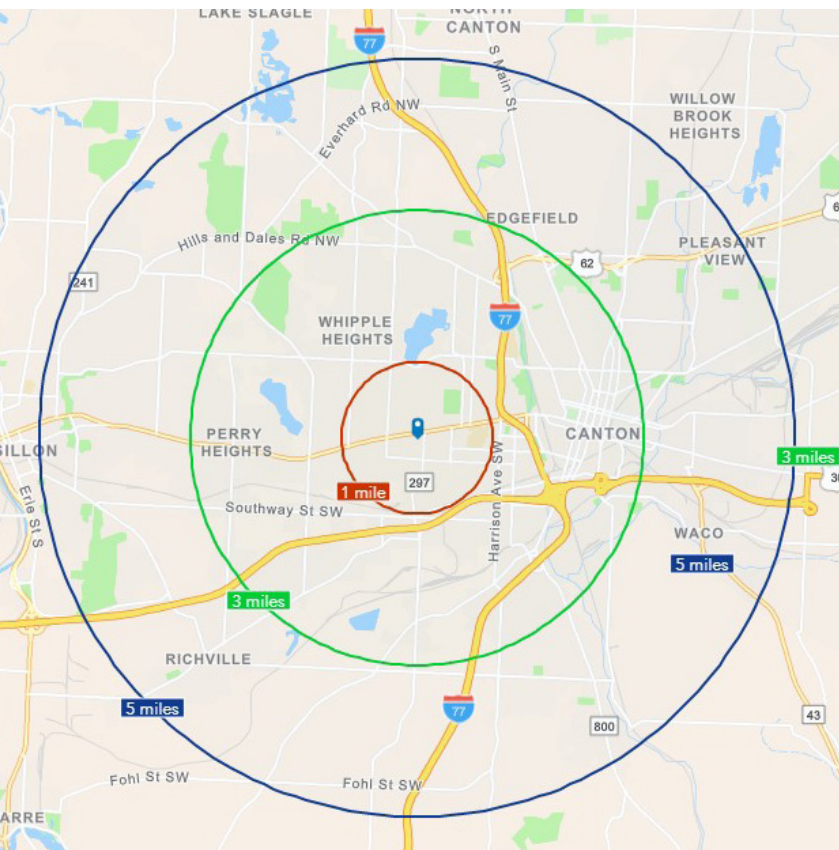 LAKE SLAGLE
CANTON
77
S Main St
Everhard Rd NW
WILLOW
BROOK
HEIGHTS
EDGEFIELD
Hills and Dales Rd NW
62
PLEASANT
VIEW
241
77
WHIPPLE
HEIGHTS
PERRY
HEIGHTS
CANTON
SILLON
3 miles
Harrison Ave SW
297
1 mile
Erie St S
Southway St SW
WACO
5 miles
3 miles
RICHVILLE
5 miles
77
43
800
Fohl St SW
Fohl St SW
ARRE